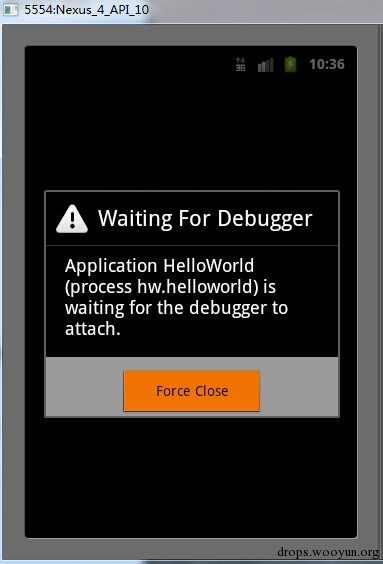 5554:Nexus_4_API_10
3G 10:36
Waiting For Debugger
Application HelloWorld
(process hw.helloworld) is
waiting for the debugger to
attach.
Force Close
drops.wooyun.org